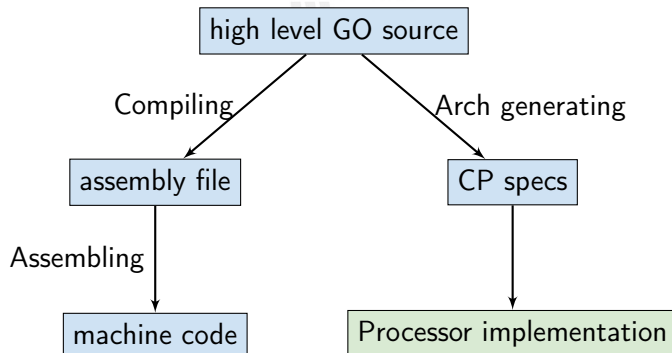 high level GO source
Compiling
Arch generating
assembly file
CP specs
Assembling
machine code
Processor implementation